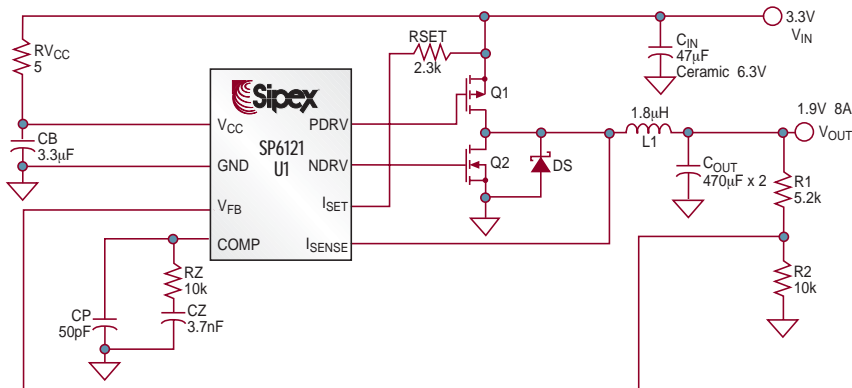 3.3V
V_IN
RV_CC
5
RSET
2.3k
C_IN
47µF
Ceramic 6.3V
Sipex
Q1
1.8µH
L1
1.9V 8A
V_OUT
CB
3.3µF
V_CC
PDRV
SP6121
U1
GND
NDRV
Q2
DS
C_OUT
470µF x 2
R1
5.2k
V_FB
I_SET
COMP
I_SENSE
RZ
10k
R2
10k
CP
50pF
CZ
3.7nF